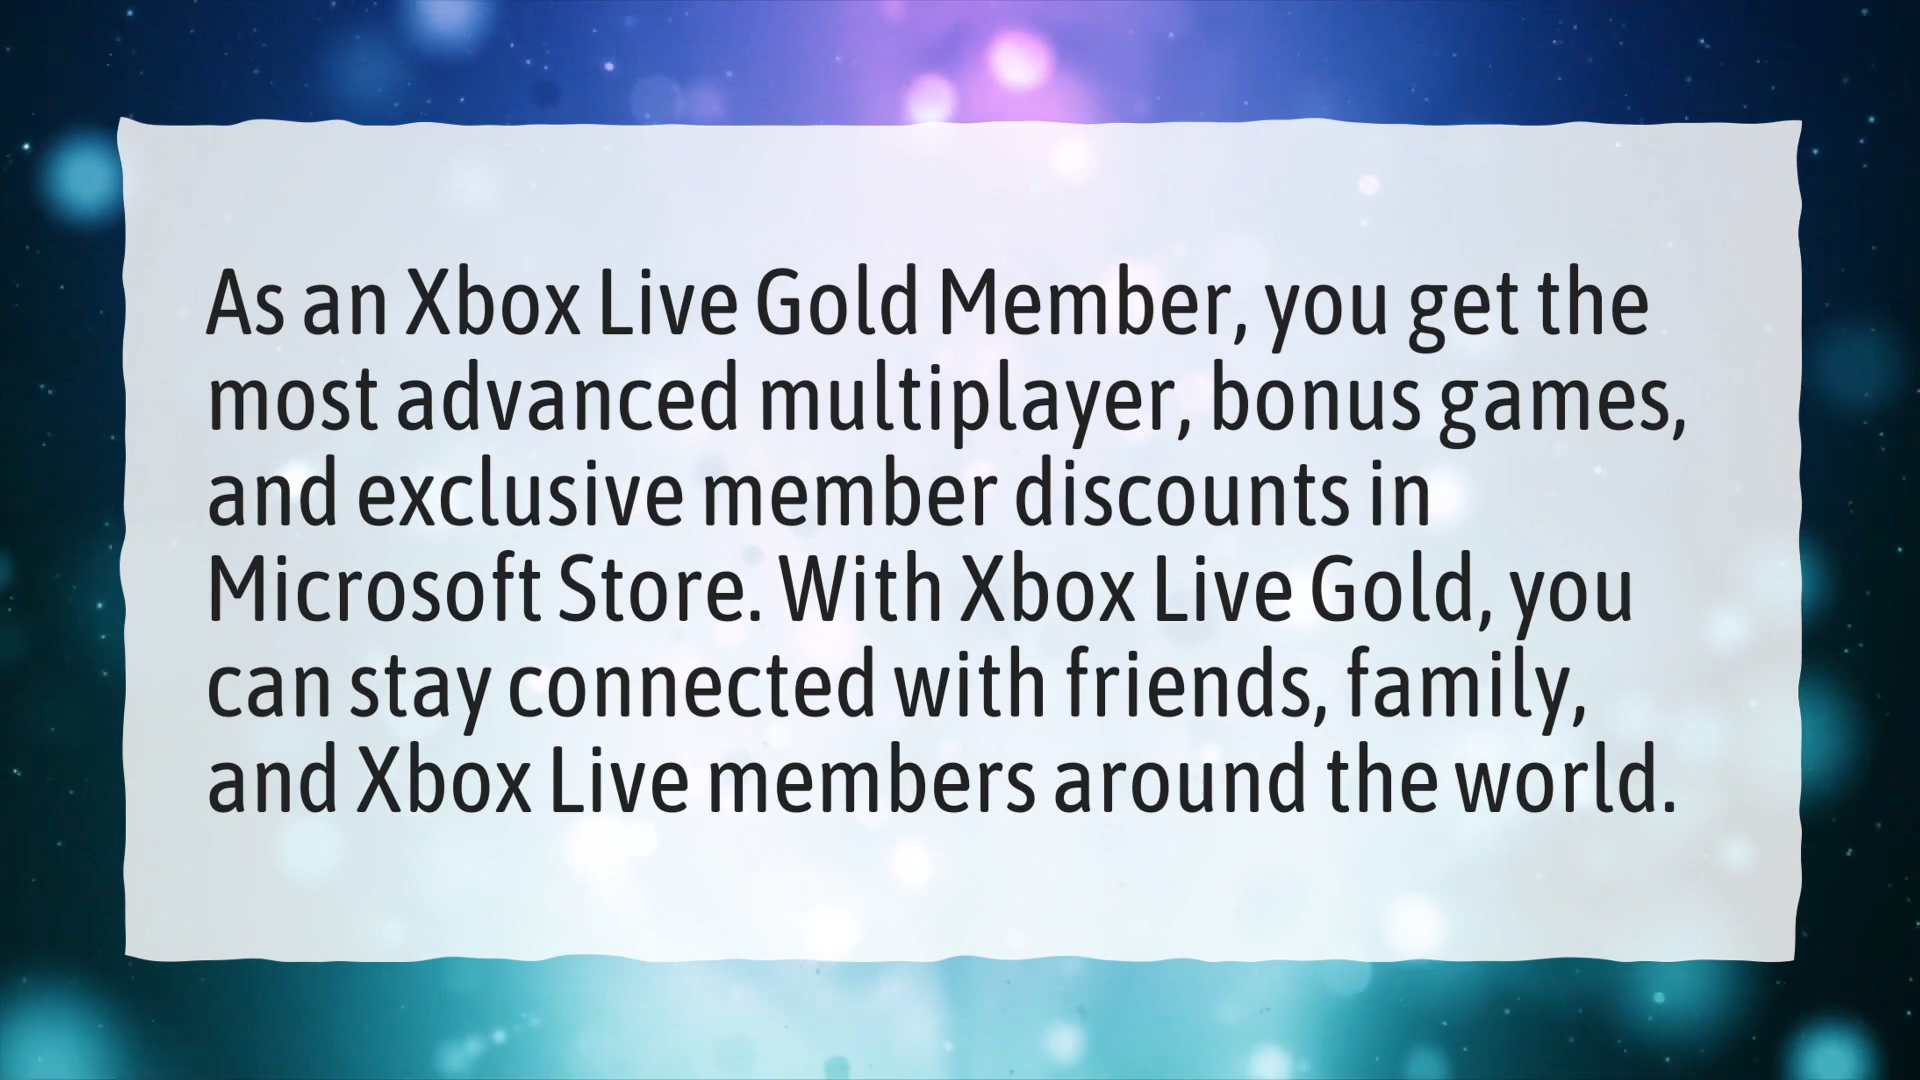 As an Xbox Live Gold Member, you get the
most advanced multiplayer, bonus games,
and exclusive member discounts in
Microsoft Store. With Xbox Live Gold, you
can stay connected with friends, family,
and Xbox Live members around the world.